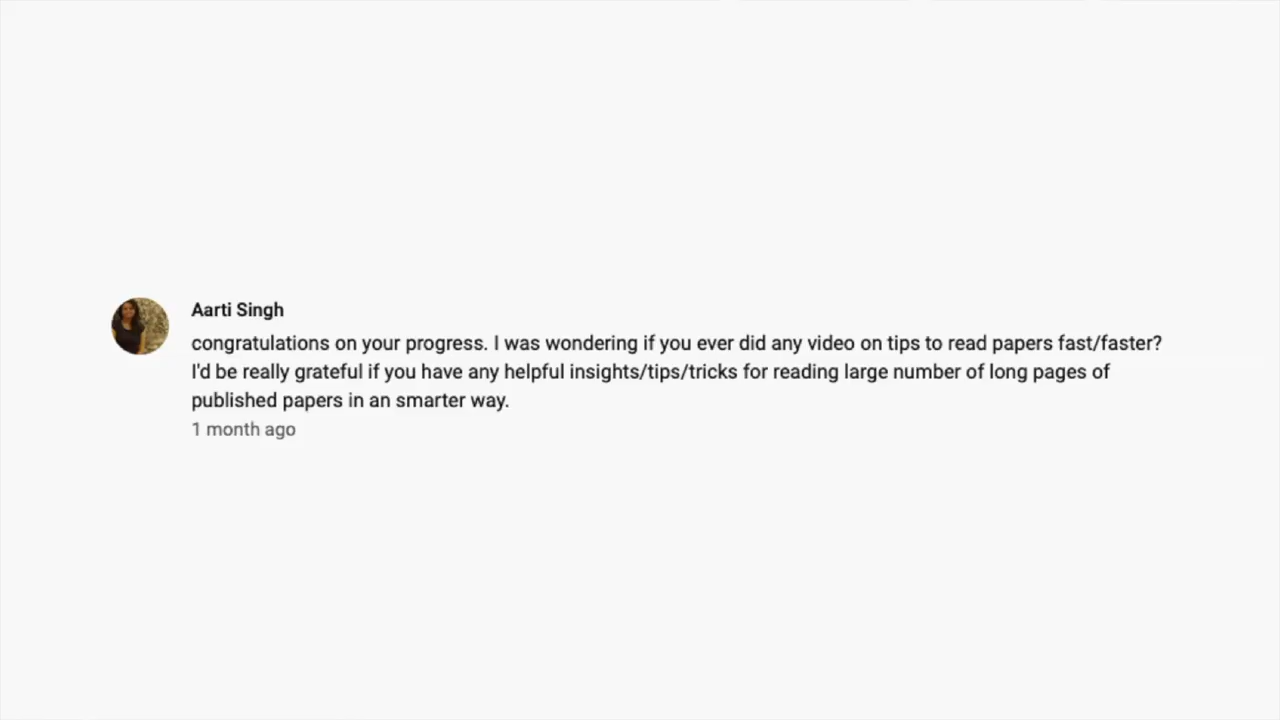 Aarti Singh
congratulations on your progress. I was wondering if you ever did any video on tips to read papers fast/faster?
I'd be really grateful if you have any helpful insights/tips/tricks for reading large number of long pages of
published papers in an smarter way.
1 month ago